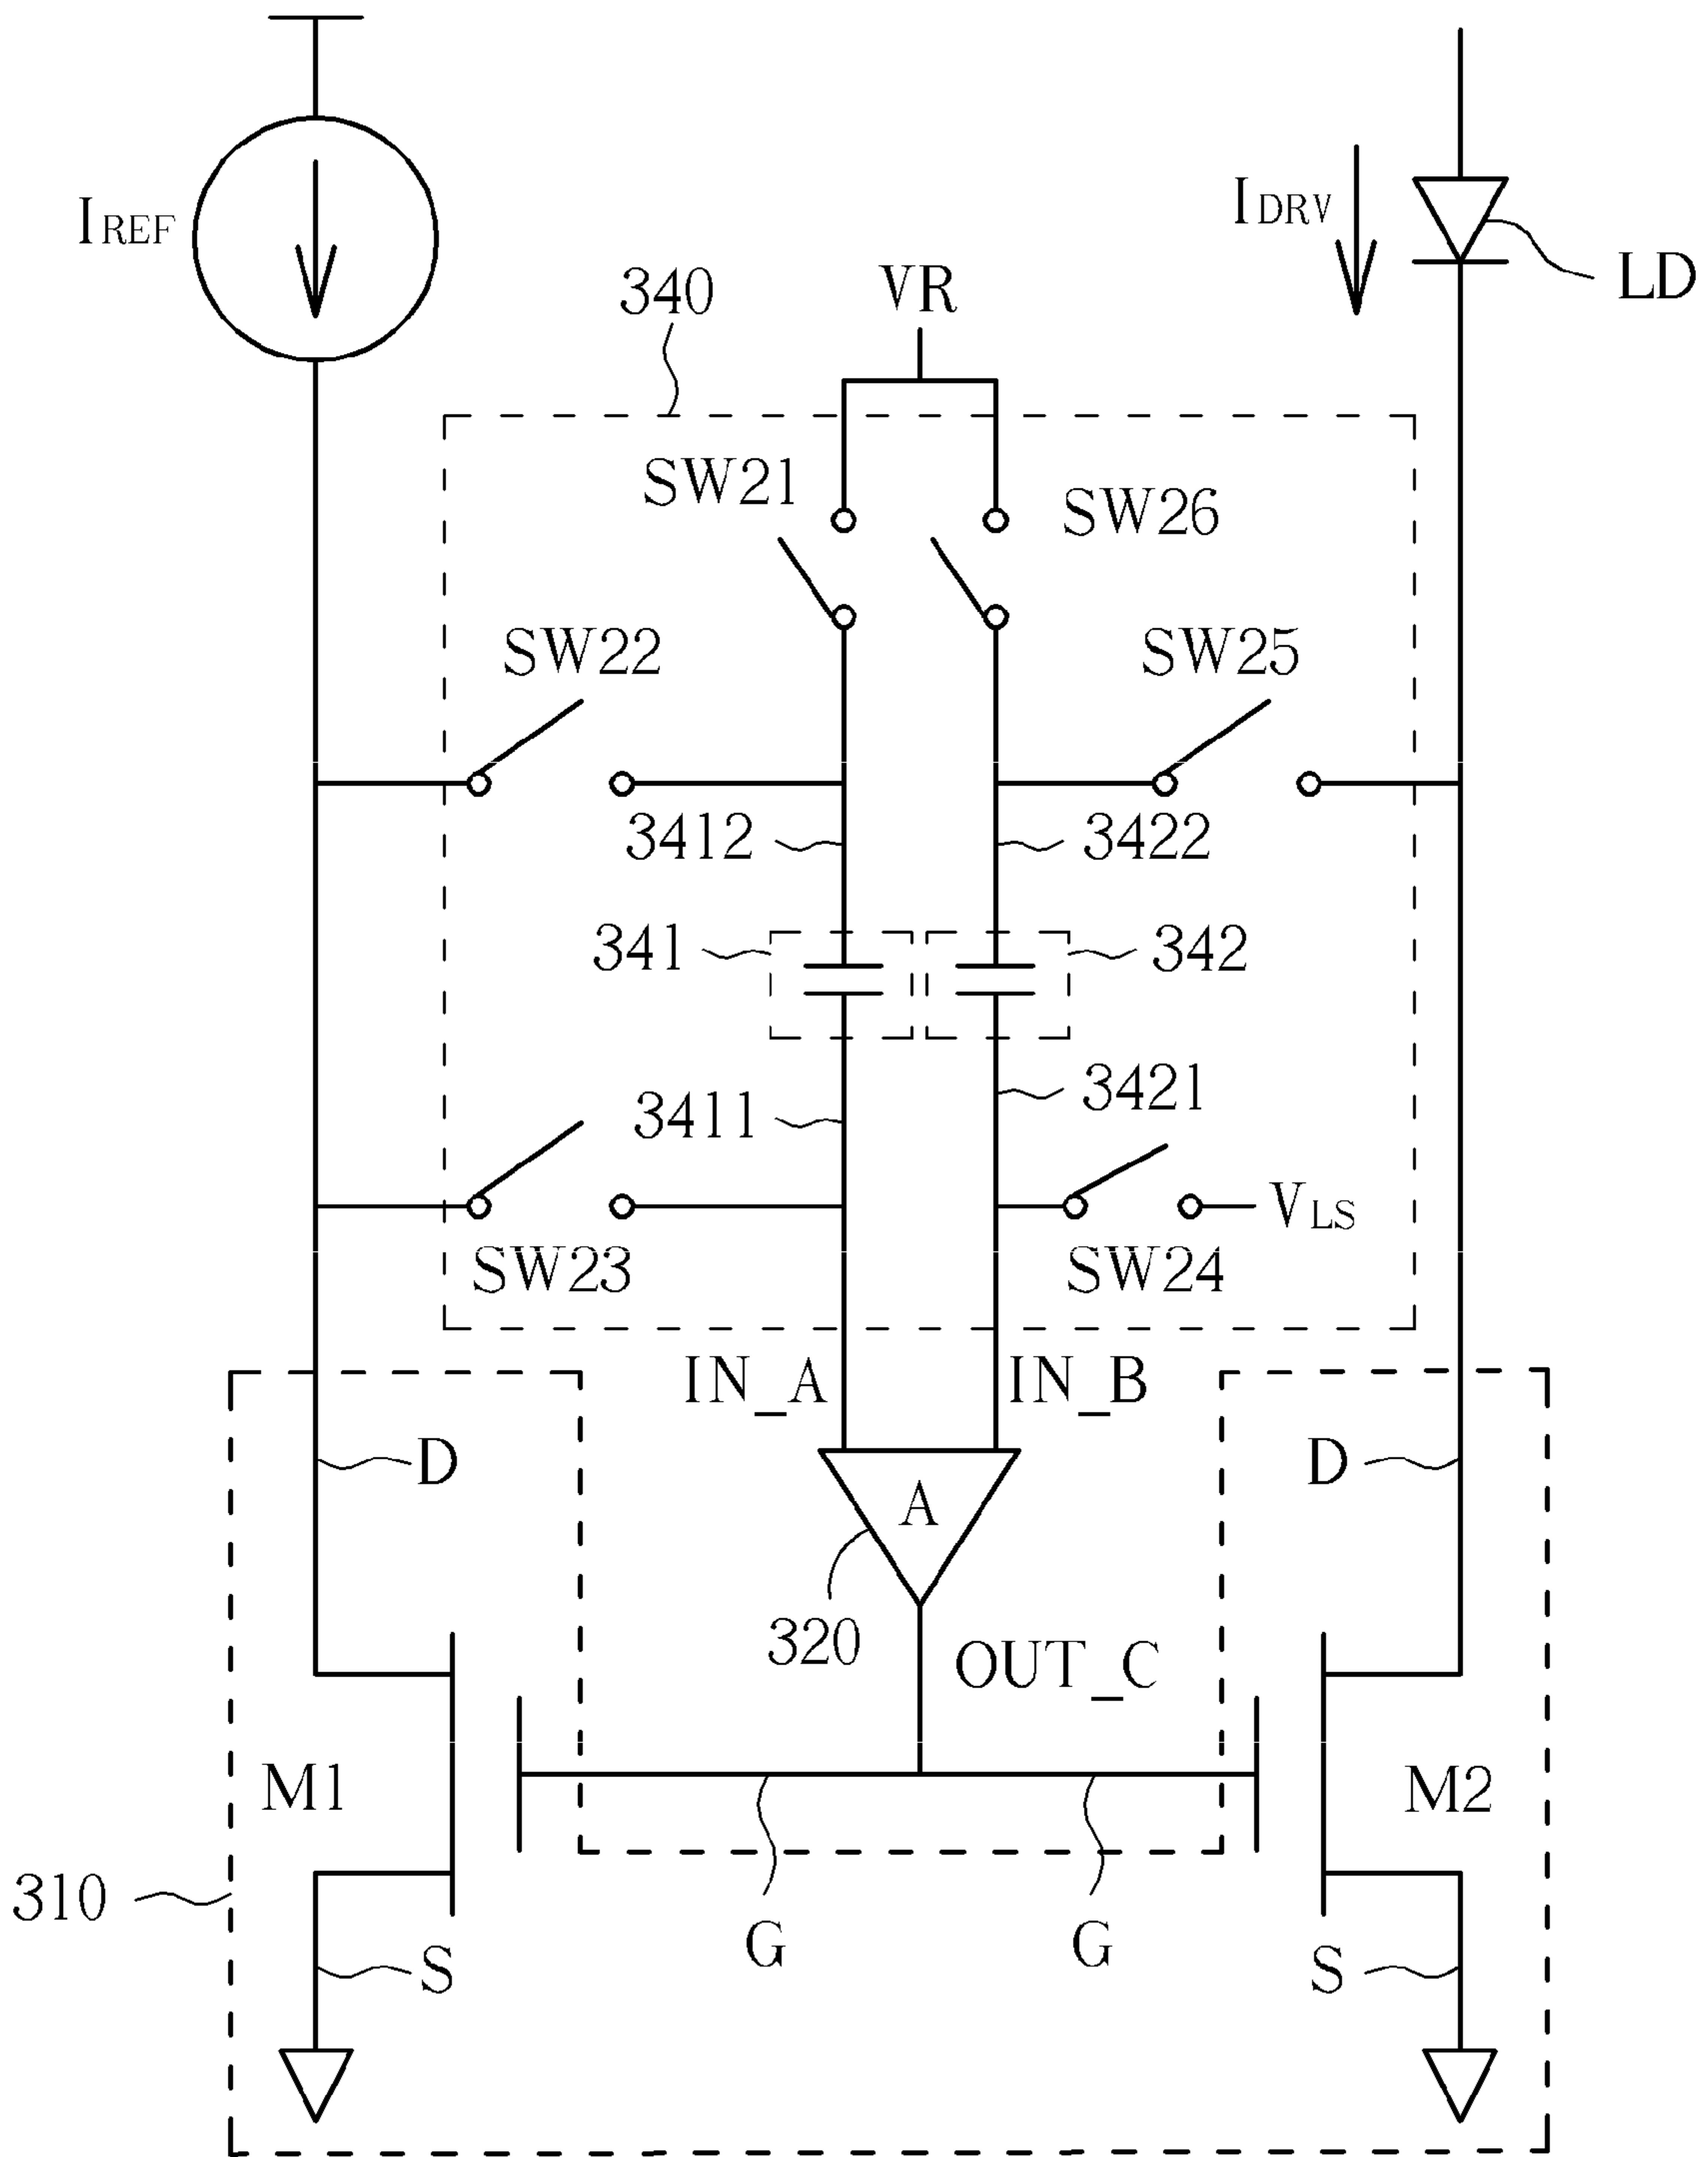 IREF
IDRV
LD
340
VR
SW21
SW26
SW22
SW25
3412
3422
341
342
3411
3421
SW23
SW24
VLS
IN_A
IN_B
D
A
D
320
OUT_C
M1
M2
310
G
G
S
S